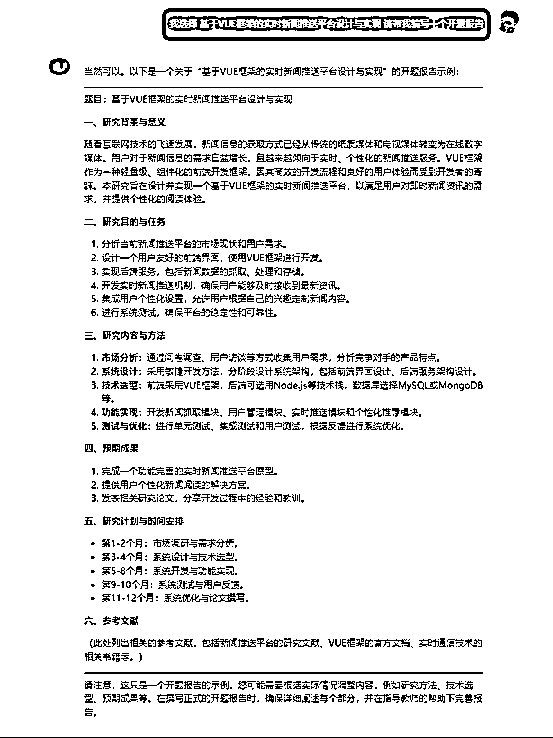 我选择 基于VUE框架的实时新闻推送平台设计与实现 请帮我编写一个开题报告
当然可以。以下是一个关于“基于VUE框架的实时新闻推送平台设计与实现”的开题报告示例：
题目：基于VUE框架的实时新闻推送平台设计与实现
一、研究背景与意义
随着互联网技术的飞速发展，新闻信息的获取方式已经从传统的纸质媒体和电视媒体转变为在线数字
媒体。用户对于新闻信息的需求日益增长，且越来越倾向于实时、个性化的新闻推送服务。VUE框架
作为一种轻量级、组件化的前端开发框架，因其高效的开发流程和良好的用户体验而受到开发者的青
睐。本研究旨在设计并实现一个基于VUE框架的实时新闻推送平台，以满足用户对即时新闻资讯的需
求，并提供个性化的阅读体验。
二、研究目的与任务
1. 分析当前新闻推送平台的市场现状和用户需求。
2. 设计一个用户友好的前端界面，使用VUE框架进行开发。
3. 实现后端服务，包括新闻数据的抓取、处理和存储。
4. 开发实时新闻推送机制，确保用户能够及时接收到最新资讯。
5. 集成用户个性化设置，允许用户根据自己的兴趣定制新闻内容。
6. 进行系统测试，确保平台的稳定性和可靠性。
三、研究内容与方法
1. 市场分析：通过问卷调查、用户访谈等方式收集用户需求，分析竞争对手的产品特点。
2. 系统设计：采用敏捷开发方法，分阶段设计系统架构，包括前端界面设计、后端服务架构设计。
3. 技术选型：前端采用VUE框架，后端可选用Node.js等技术栈，数据库选择MySQL或MongoDB
等。
4. 功能实现：开发新闻抓取模块、用户管理模块、实时推送模块和个性化推荐模块。
5. 测试与优化：进行单元测试、集成测试和用户测试，根据反馈进行系统优化。
四、预期成果
1. 完成一个功能完善的实时新闻推送平台原型。
2. 提供用户个性化新闻阅读的解决方案。
3. 发表相关研究论文，分享开发过程中的经验和教训。
五、研究计划与时间安排
• 第1-2个月：市场调研与需求分析。
• 第3-4个月：系统设计与技术选型。
• 第5-8个月：系统开发与功能实现。
• 第9-10个月：系统测试与用户反馈。
• 第11-12个月：系统优化与论文撰写。
六、参考文献
（此处列出相关的参考文献，包括新闻推送平台的研究文献、VUE框架的官方文档、实时通信技术的
相关书籍等。）
请注意，这只是一个开题报告的示例，您可能需要根据实际情况调整内容，例如研究方法、技术选
型、预期成果等。在撰写正式的开题报告时，确保详细阐述每个部分，并在指导教师的帮助下完善报
告。